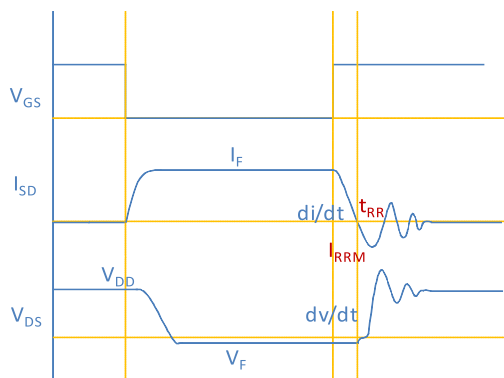 VGS
IF
ISD
tRR
di/dt
IRRM
VDD
VDS
dv/dt
VF